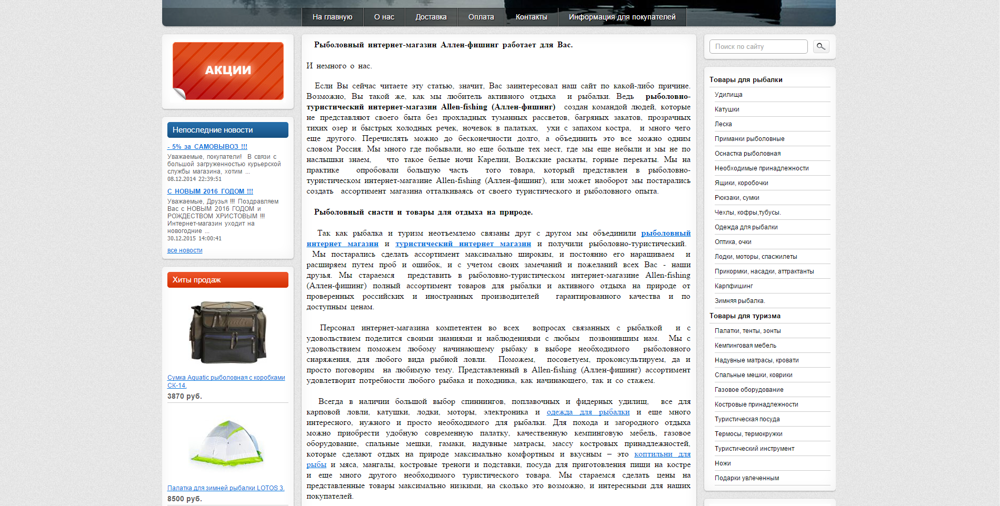 На главную
О нас
Доставка
Оплата
Контакты
Информация для покупателей
АКЦИИ
Непоследние новости
- 5% за САМОВЫВОЗ !!!
Уважаемые, покупатели! В связи с
большой загруженностью курьерской
службы магазина, хотим ...
08.12.2014 22:39:51
С НОВЫМ 2016 ГОДОМ !!!
Уважаемые, Друзья !!! Поздравляем
Вас с НОВЫМ 2016 ГОДОМ и
РОЖДЕСТВОМ ХРИСТОВЫМ !!!
Интернет-магазин уходит на
новогодние ...
30.12.2015 14:00:41
все новости
Хиты продаж
Сумка Aquatic рыболовная с коробками
СК-14.
3870 руб.
Палатка для зимней рыбалки LOTOS 3.
8500 руб.
Рыболовный интернет-магазин Аллен-фишинг работает для Вас.
И немного о нас.
Если Вы сейчас читаете эту статью, значит, Вас заинтересовал наш сайт по какой-либо причине.
Возможно, Вы такой же, как мы любитель активного отдыха и рыбалки. Ведь рыболовно-
туристический интернет-магазин Allen-fishing (Аллен-фишинг) создан командой людей, которые
не представляют своего быта без прохладных туманных рассветов, багряных закатов, прозрачных
тихих озер и быстрых холодных речек, ночевок в палатках, ухи с запахом костра, и много чего
еще другого. Перечислять можно до бесконечности долго, а объединить это все можно одним
словом Россия. Мы много где побывали, но еще больше тех мест, где мы еще небыли и мы не по
наслышки знаем, что такое белые ночи Карелии, Волжские раскаты, горные перекаты. Мы на
практике опробовали большую часть того товара, который представлен в рыболовно-
туристическом интернет-магазине Allen-fishing (Аллен-фишинг), или может наоборот мы постарались
создать ассортимент магазина отталкиваясь от своего туристического и рыболовного опыта.
Рыболовный снасти и товары для отдыха на природе.
Так как рыбалка и туризм неотъемлемо связаны друг с другом мы объединили рыболовный
интернет магазин и туристический интернет магазин и получили рыболовно-туристический.
Мы постарались сделать ассортимент максимально широким, и постоянно его наращиваем и
расширяем путем проб и ошибок, и с учетом своих замечаний и пожеланий всех Вас - наши
друзья. Мы стараемся представить в рыболовно-туристическом интернет-магазине Allen-fishing
(Аллен-фишинг) полный ассортимент товаров для рыбалки и активного отдыха на природе от
проверенных российских и иностранных производителей гарантированного качества и по
доступным ценам.
Персонал интернет-магазина компетентен во всех вопросах связанных с рыбалкой и с
удовольствием поделится своими знаниями и наблюдениями с любым позвонившим нам. Мы с
удовольствием поможем любому начинающему рыбаку в выборе необходимого рыболовного
снаряжения, для любого вида рыбной ловли. Поможем, посоветуем, проконсультируем, да и
просто поговорим на любимую тему. Представленный в Allen-fishing (Аллен-фишинг) ассортимент
удовлетворит потребности любого рыбака и походника, как начинающего, так и со стажем.
Всегда в наличии большой выбор спиннингов, поплавочных и фидерных удилищ, все для
карповой ловли, катушки, лодки, моторы, электроника и одежда для рыбалки и еще много
интересного, нужного и просто необходимого для рыбалки. Для похода и загородного отдыха
можно приобрести удобную современную палатку, качественную кемпинговую мебель, газовое
оборудование, спальные мешки, гамаки, надувные матрасы, массу костровых принадлежностей,
которые сделают отдых на природе максимально комфортным и вкусным – это коптильни для
рыбы и мяса, мангалы, костровые треноги и подставки, посуда для приготовления пищи на костре
и еще много другого необходимого туристического товара. Мы стараемся сделать цены на
представленные товары максимально низкими, на сколько это возможно, и интересными для наших
покупателей.
Поиск по сайту
Товары для рыбалки
Удилища
Катушки
Леска
Приманки рыболовные
Оснастка рыболовная
Необходимые принадлежности
Ящики, коробочки
Рюкзаки, сумки
Чехлы, кофры,тубусы.
Одежда для рыбалки
Оптика, очки
Лодки, моторы, спасжилеты
Прикормки, насадки, аттрактанты
Карпфишинг
Зимняя рыбалка.
Товары для туризма
Палатки, тенты, зонты
Кемпинговая мебель
Надувные матрасы, кровати
Спальные мешки, коврики
Газовое оборудование
Костровые принадлежности
Туристическая посуда
Термосы, термокружки
Туристический инструмент
Ножи
Подарки увлеченным